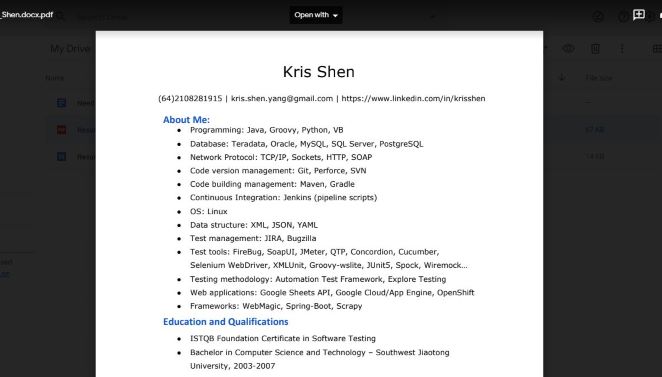 _Shen.docx.pdf
Open with
My Drive
Name
File size
Kris Shen
(64)2108281915 | kris.shen.yang@gmail.com | https://www.linkedin.com/in/krisshen
About Me:
• Programming: Java, Groovy, Python, VB
• Database: Teradata, Oracle, MySQL, SQL Server, PostgreSQL
• Network Protocol: TCP/IP, Sockets, HTTP, SOAP
• Code version management: Git, Perforce, SVN
• Code building management: Maven, Gradle
• Continuous Integration: Jenkins (pipeline scripts)
• OS: Linux
• Data structure: XML, JSON, YAML
• Test management: JIRA, Bugzilla
• Test tools: FireBug, SoapUI, JMeter, QTP, Concordion, Cucumber,
Selenium WebDriver, XMLUnit, Groovy-wslite, JUnit5, Spock, Wiremock...
• Testing methodology: Automation Test Framework, Explore Testing
• Web applications: Google Sheets API, Google Cloud/App Engine, OpenShift
• Frameworks: WebMagic, Spring-Boot, Scrapy
Education and Qualifications
• ISTQB Foundation Certificate in Software Testing
• Bachelor in Computer Science and Technology – Southwest Jiaotong
University, 2003-2007